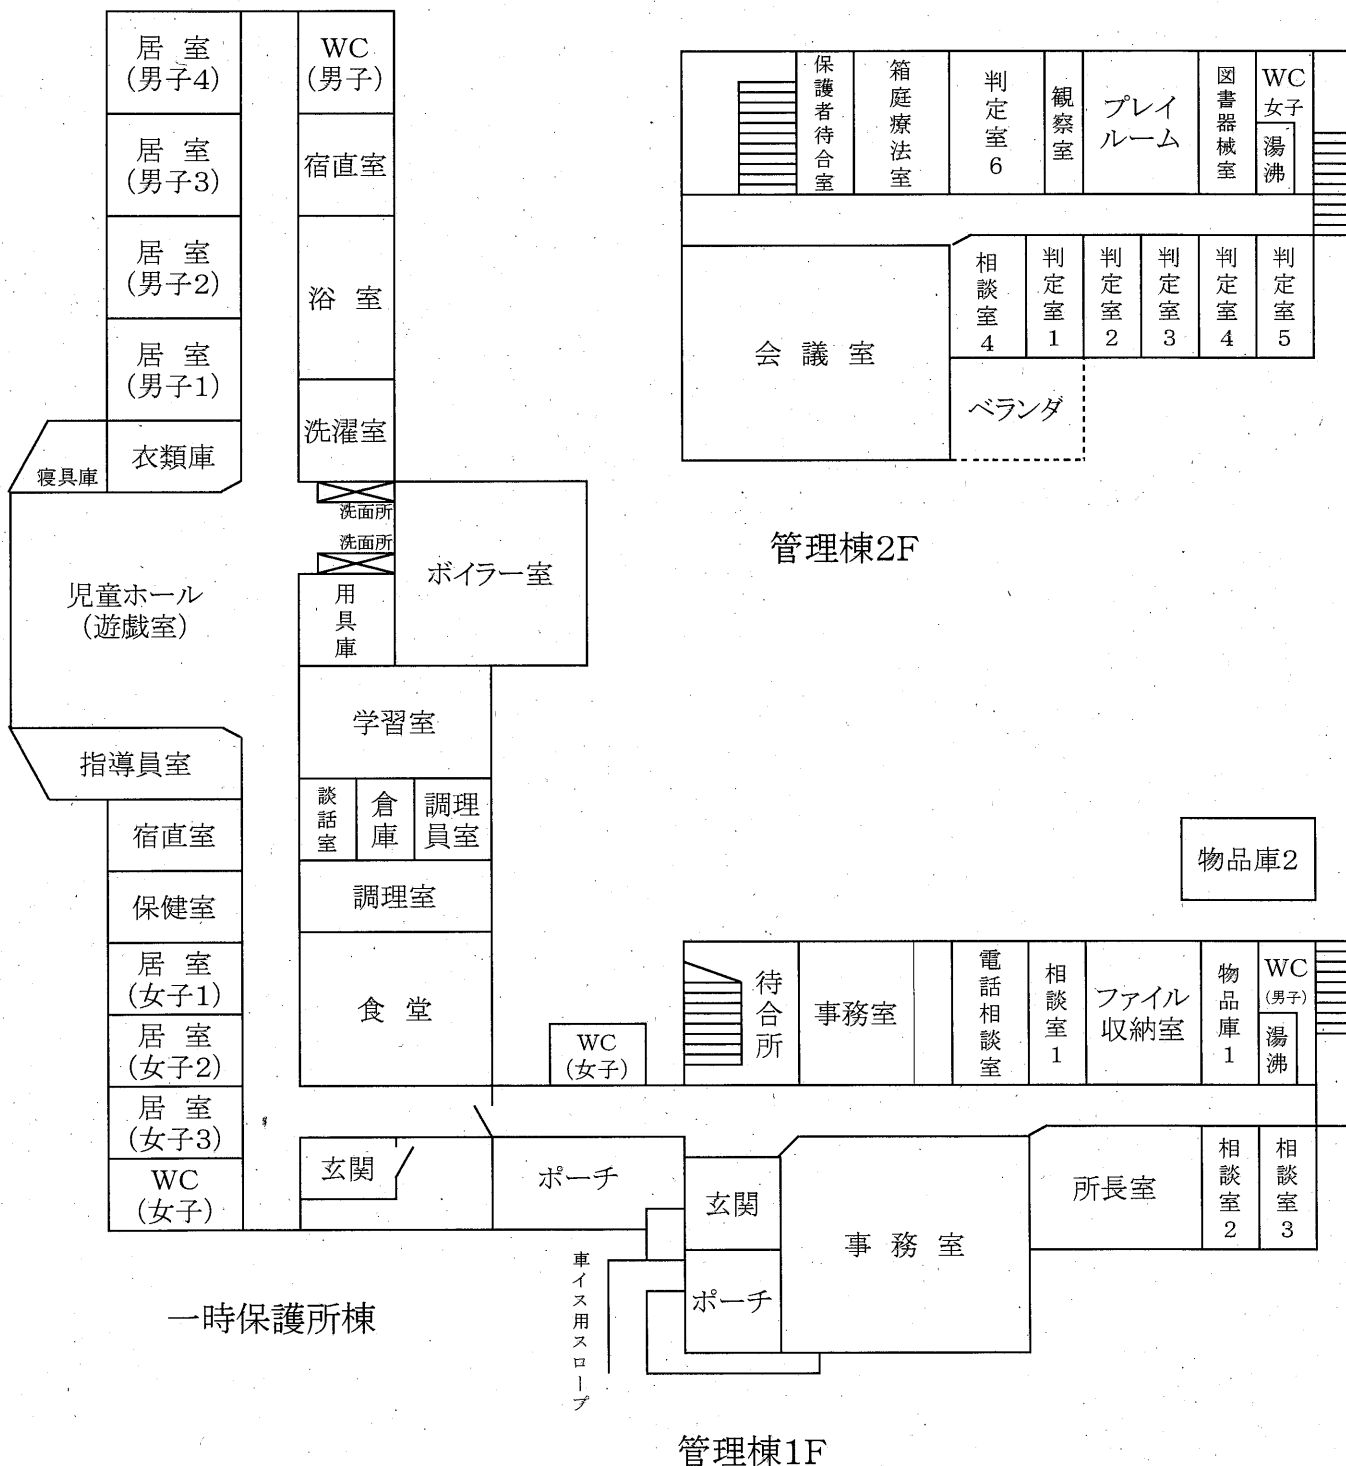 居 室
(男子4)
WC
(男子)
居 室
(男子3)
宿直室
居 室
(男子2)
浴 室
居 室
(男子1)
洗濯室
寝具庫
衣類庫
洗面所
洗面所
ボイラー室
児童ホール
(遊戯室)
用具庫
学習室
指導員室
談話室
倉庫
調理
員室
宿直室
調理室
保健室
居 室
(女子1)
食 堂
居 室
(女子2)
WC
(女子)
居 室
(女子3)
玄関
ポーチ
WC
(女子)
一時保護所棟
保護者待合室
箱庭療法室
判定室6
観察室
プレイ
ルーム
図書器械室
WC
女子
湯沸
会 議 室
相談室4
判定室1
判定室2
判定室3
判定室4
判定室5
ベランダ
管理棟2F
物品庫2
待合所
事務室
電話相談室
相談室1
ファイル
収納室
物品庫1
WC
(男子)
湯沸
玄関
事 務 室
所長室
相談室2
相談室3
ポーチ
車イス用スロープ
管理棟1F